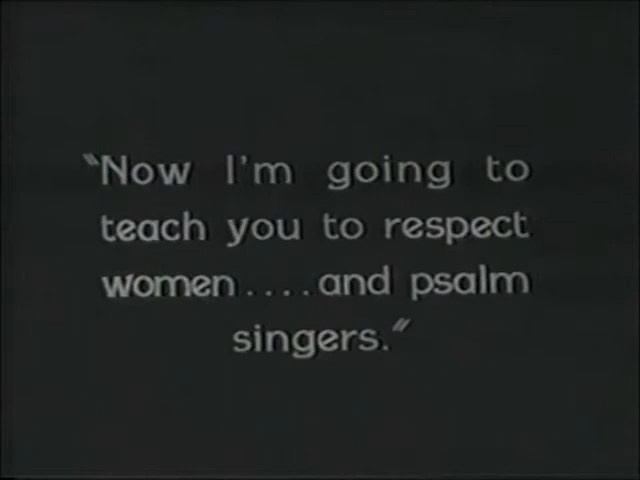 “Now I'm going to
teach you to respect
women....and psalm
singers.”